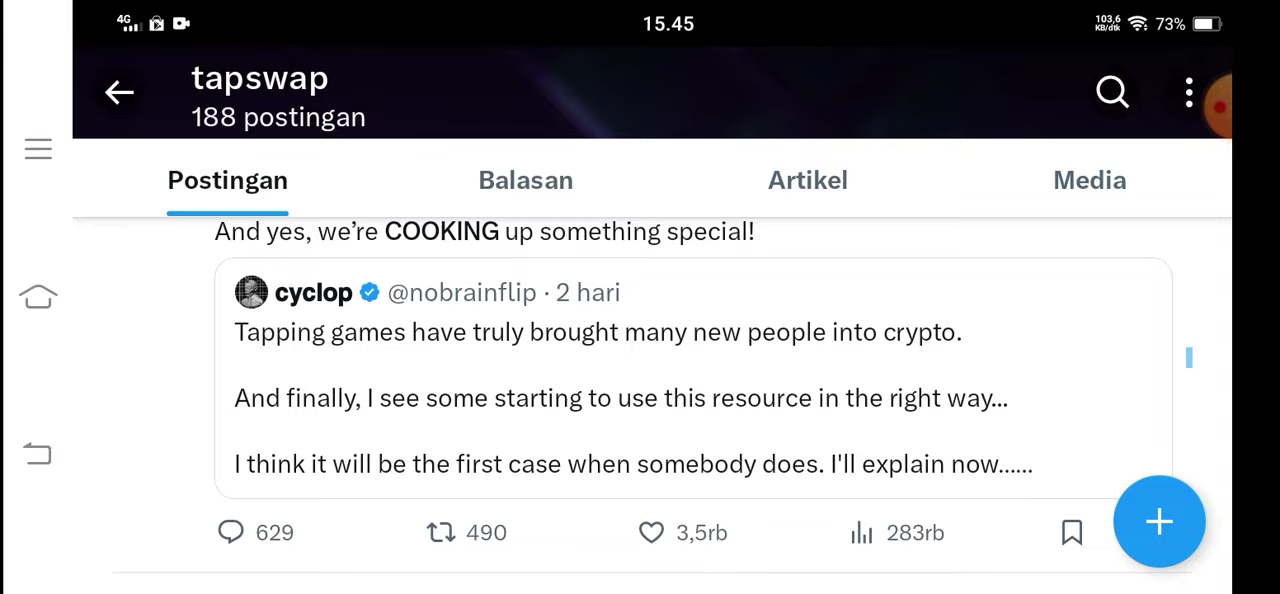 4G 15.45 103,6 KB/dtk 73%
tapswap
188 postingan
Postingan Balasan Artikel Media
And yes, we’re COOKING up something special!
cyclop @nobrainflip · 2 hari
Tapping games have truly brought many new people into crypto.
And finally, I see some starting to use this resource in the right way...
I think it will be the first case when somebody does. I'll explain now......
629 490 3,5rb 283rb